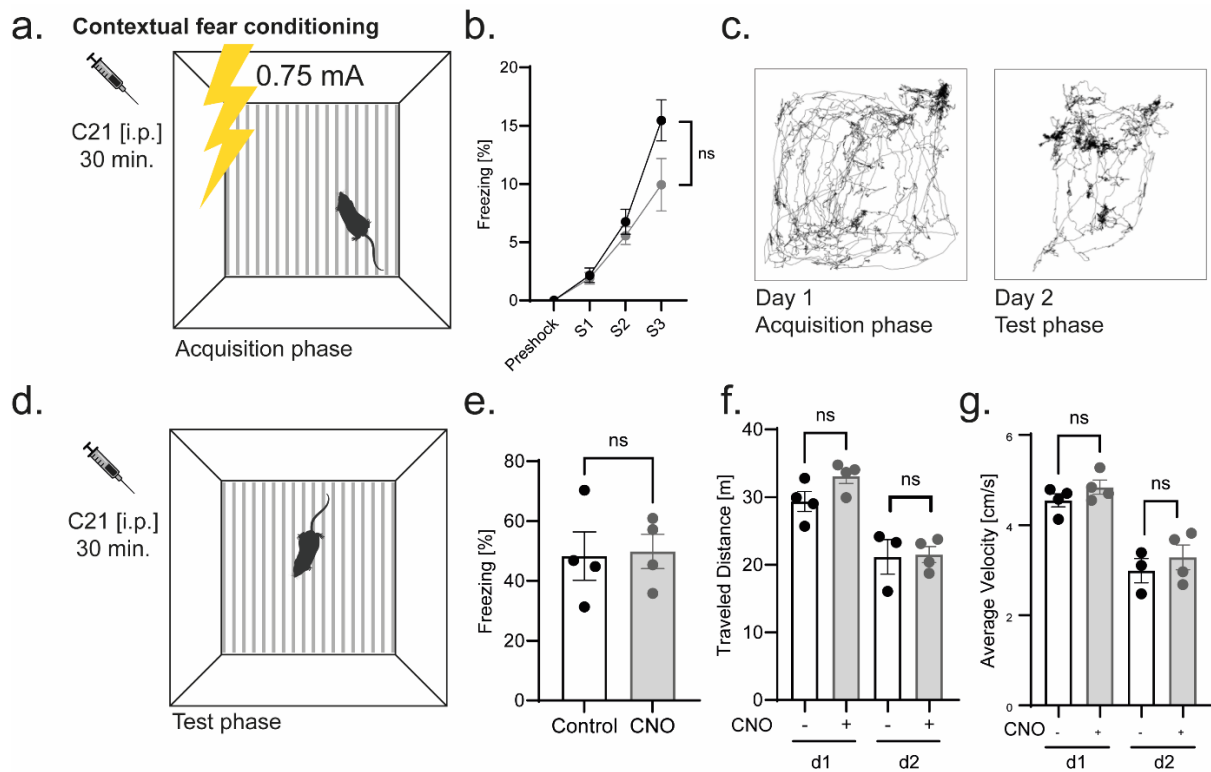 a.
Contextual fear conditioning
0.75 mA
C21 [i.p.]
30 min.
Acquisition phase
b.
Freezing [%]
20
15
10
5
0
ns
Preshock
S1
S2
S3
c.
Day 1
Acquisition phase
Day 2
Test phase
d.
C21 [i.p.]
30 min.
Test phase
e.
ns
Freezing [%]
80
60
40
20
0
Control
CNO
f.
ns
ns
Traveled Distance [m]
40
30
20
10
0
CNO - + - +
d1 d2
g.
ns
ns
Average Velocity [cm/s]
6
4
2
0
CNO - + - +
d1 d2